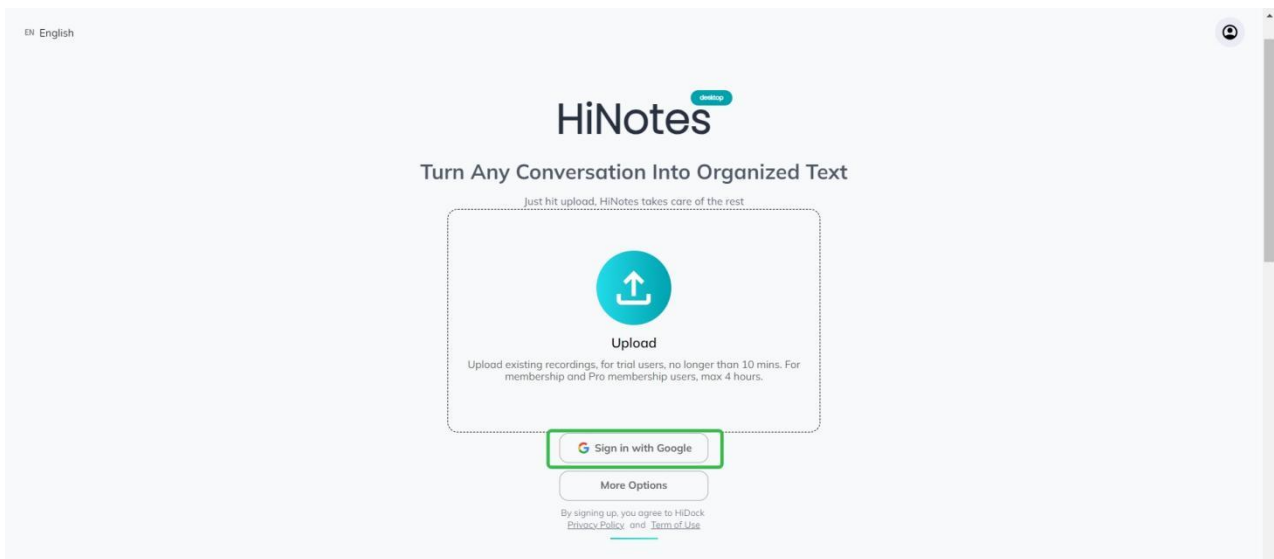 EN English
desktop
HiNotes
Turn Any Conversation Into Organized Text
Just hit upload, HiNotes takes care of the rest
Upload
Upload existing recordings, for trial users, no longer than 10 mins. For
membership and Pro membership users, max 4 hours.
Sign in with Google
More Options
By signing up, you agree to HiDock
Privacy Policy and Term of Use